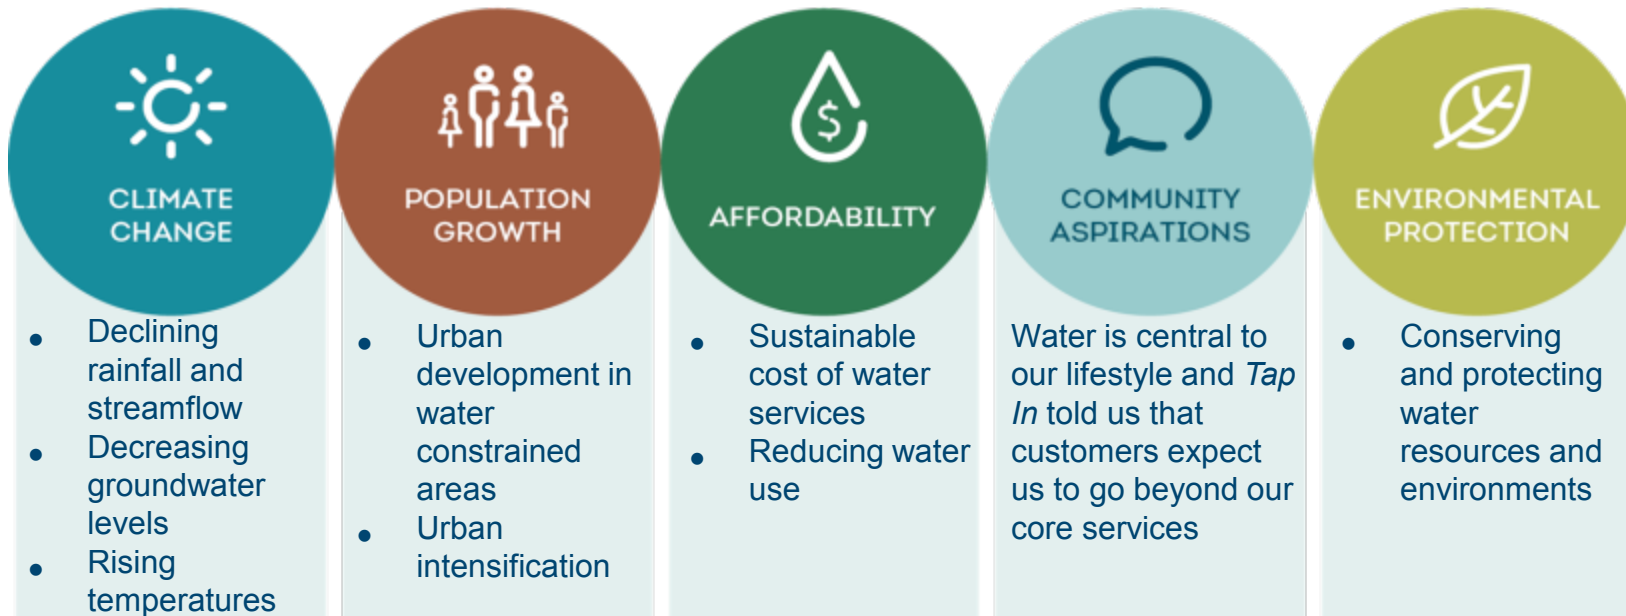 CLIMATE
CHANGE
• Declining
rainfall and
streamflow
• Decreasing
groundwater
levels
• Rising
temperatures
POPULATION
GROWTH
• Urban
development in
water
constrained
areas
• Urban
intensification
$
AFFORDABILITY
• Sustainable
cost of water
services
• Reducing water
use
COMMUNITY
ASPIRATIONS
Water is central to
our lifestyle and Tap
In told us that
customers expect
us to go beyond our
core services
ENVIRONMENTAL
PROTECTION
• Conserving
and protecting
water
resources and
environments